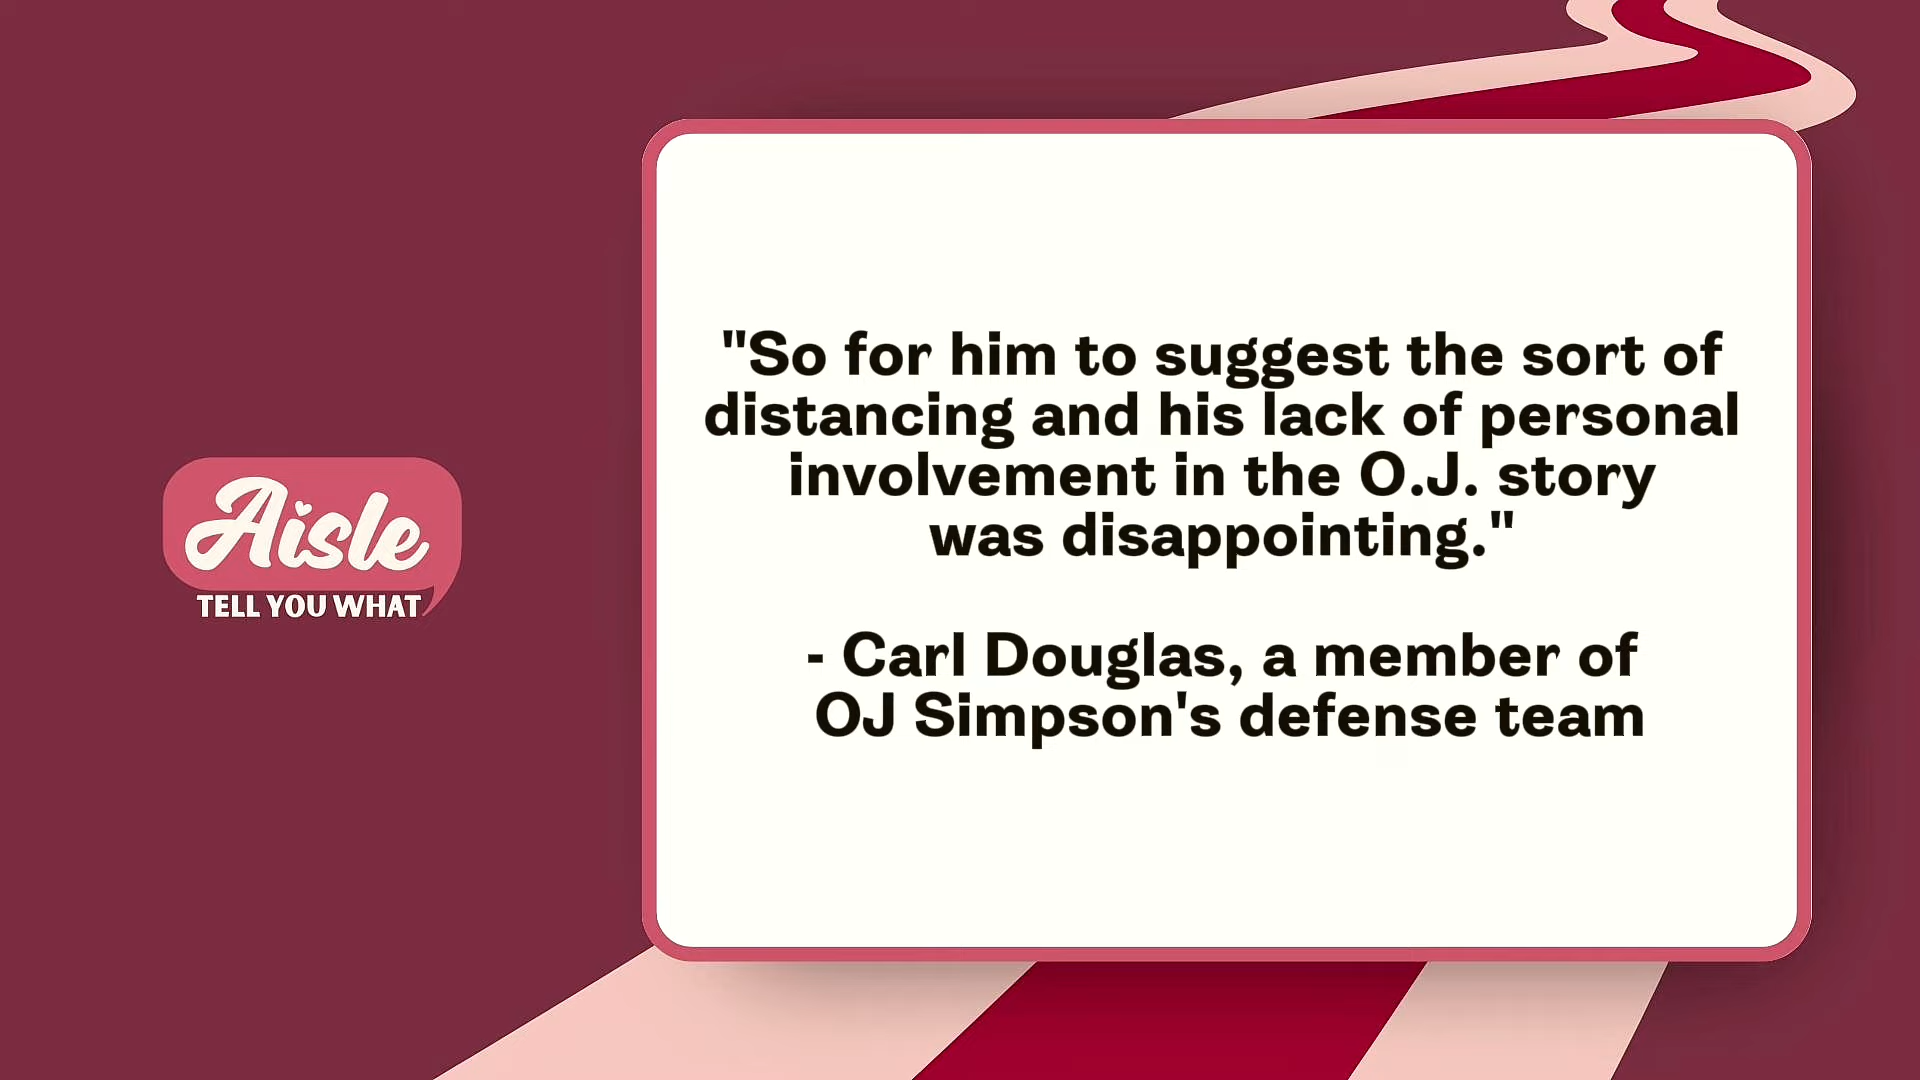 Aisle
TELL YOU WHAT
"So for him to suggest the sort of
distancing and his lack of personal
involvement in the O.J. story
was disappointing."
- Carl Douglas, a member of
OJ Simpson's defense team